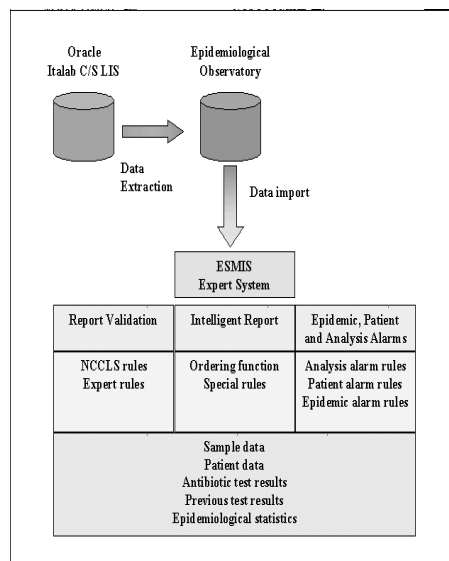 Oracle
Italab C/S LIS
Epidemiological
Observatory
Data
Extraction
Data import
ESMIS
Expert System
Report Validation
Intelligent Report
Epidemic, Patient
and Analysis Alarms
NCCLS rules
Expert rules
Ordering function
Special rules
Analysis alarm rules
Patient alarm rules
Epidemic alarm rules
Sample data
Patient data
Antibiotic test results
Previous test results
Epidemiological statistics